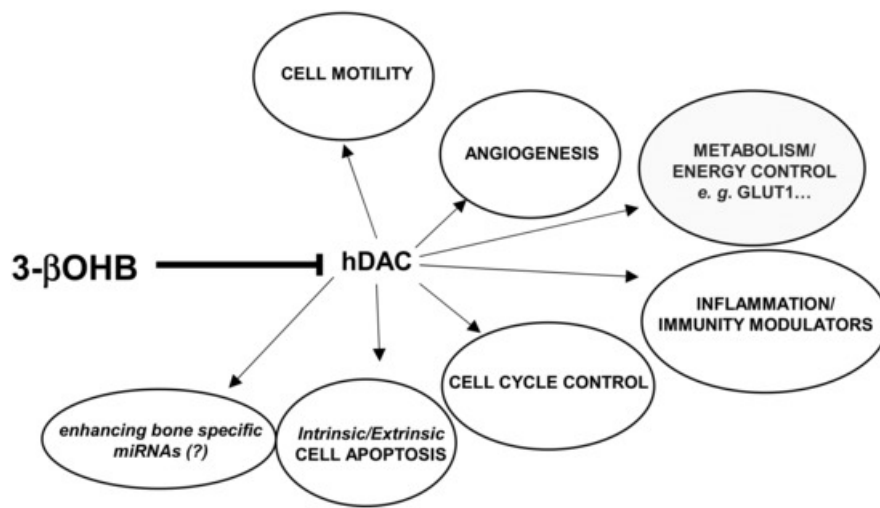 CELL MOTILITY
ANGIOGENESIS
METABOLISM/
ENERGY CONTROL
e. g. GLUT1...
3-βOHB
hDAC
INFLAMMATION/
IMMUNITY MODULATORS
CELL CYCLE CONTROL
enhancing bone specific
miRNAs (?)
Intrinsic/Extrinsic
CELL APOPTOSIS